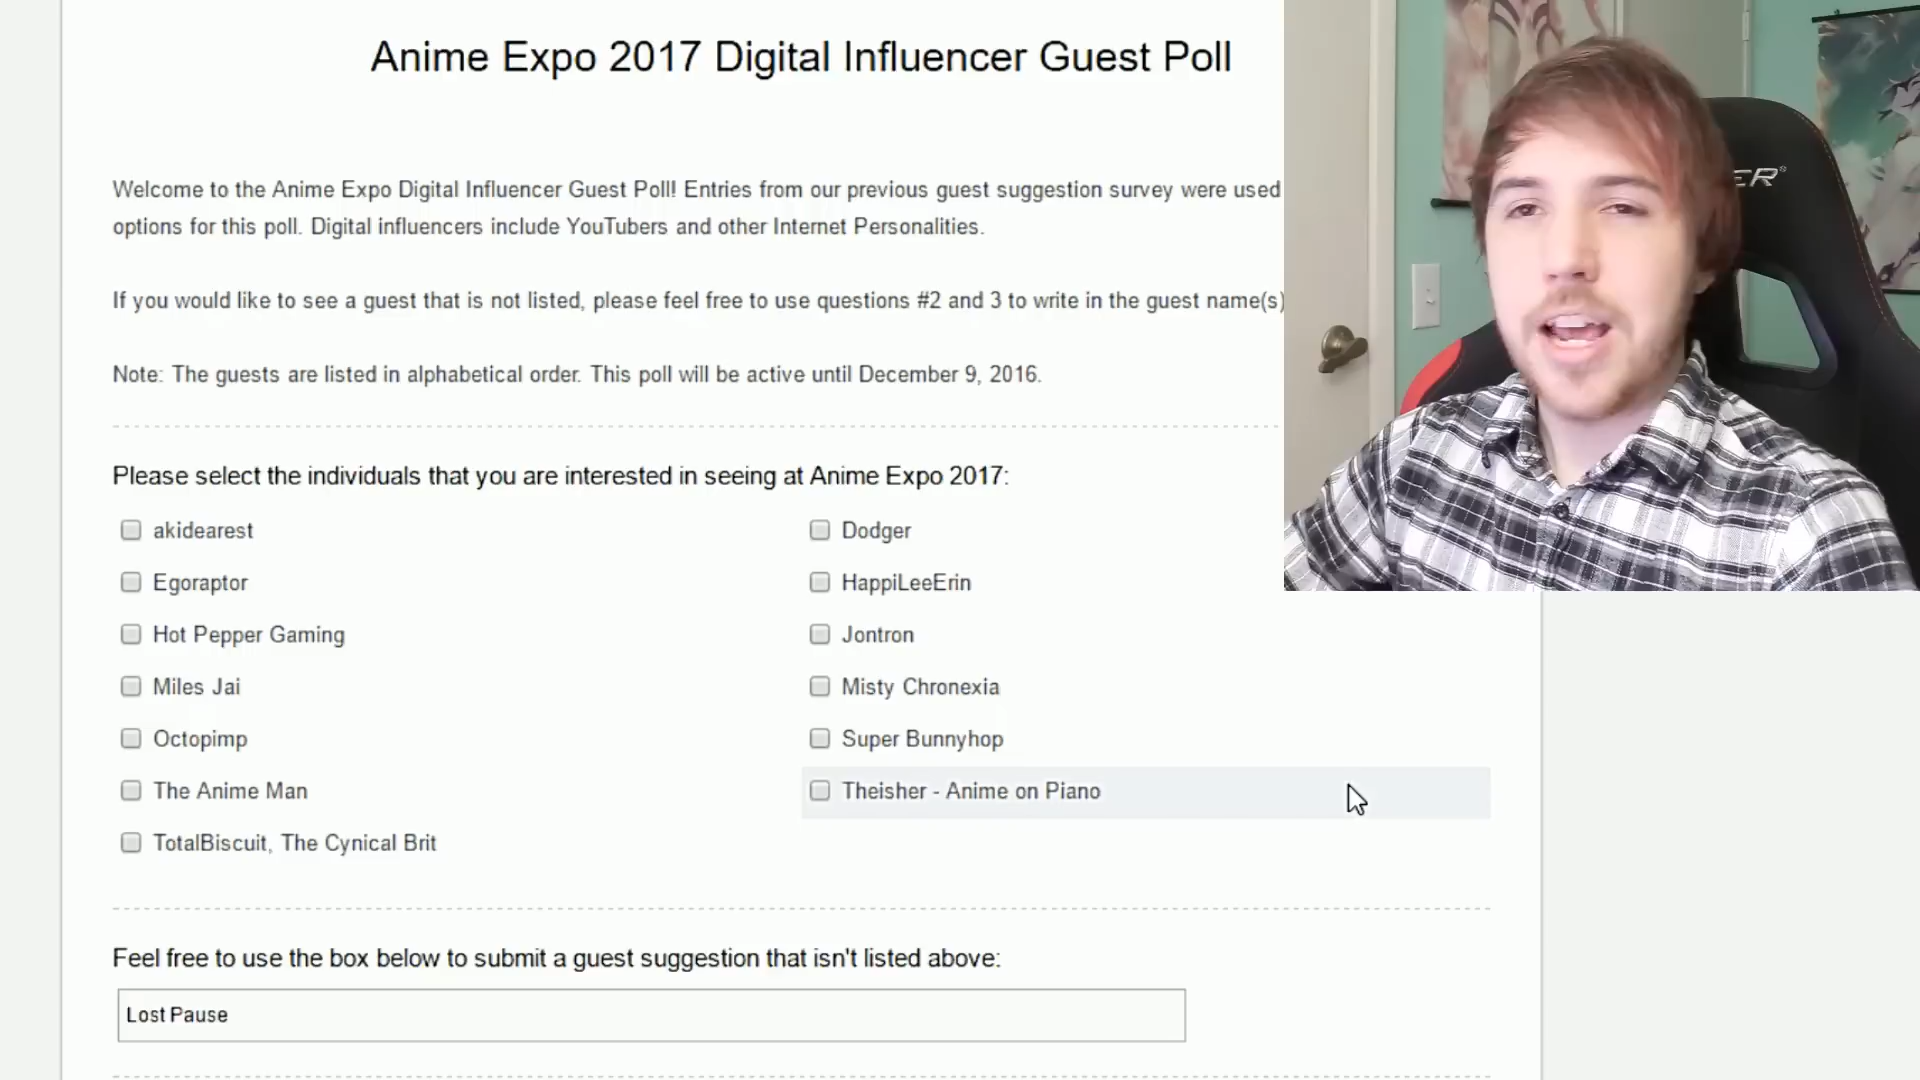 Anime Expo 2017 Digital Influencer Guest Poll
Welcome to the Anime Expo Digital Influencer Guest Poll! Entries from our previous guest suggestion survey were used
options for this poll. Digital influencers include YouTubers and other Internet Personalities.
If you would like to see a guest that is not listed, please feel free to use questions #2 and 3 to write in the guest name(s)
Note: The guests are listed in alphabetical order. This poll will be active until December 9, 2016.
Please select the individuals that you are interested in seeing at Anime Expo 2017:
akidearest
Dodger
Egoraptor
HappiLeeErin
Hot Pepper Gaming
Jontron
Miles Jai
Misty Chronexia
Octopimp
Super Bunnyhop
The Anime Man
Theisher - Anime on Piano
TotalBiscuit, The Cynical Brit
Feel free to use the box below to submit a guest suggestion that isn't listed above:
Lost Pause